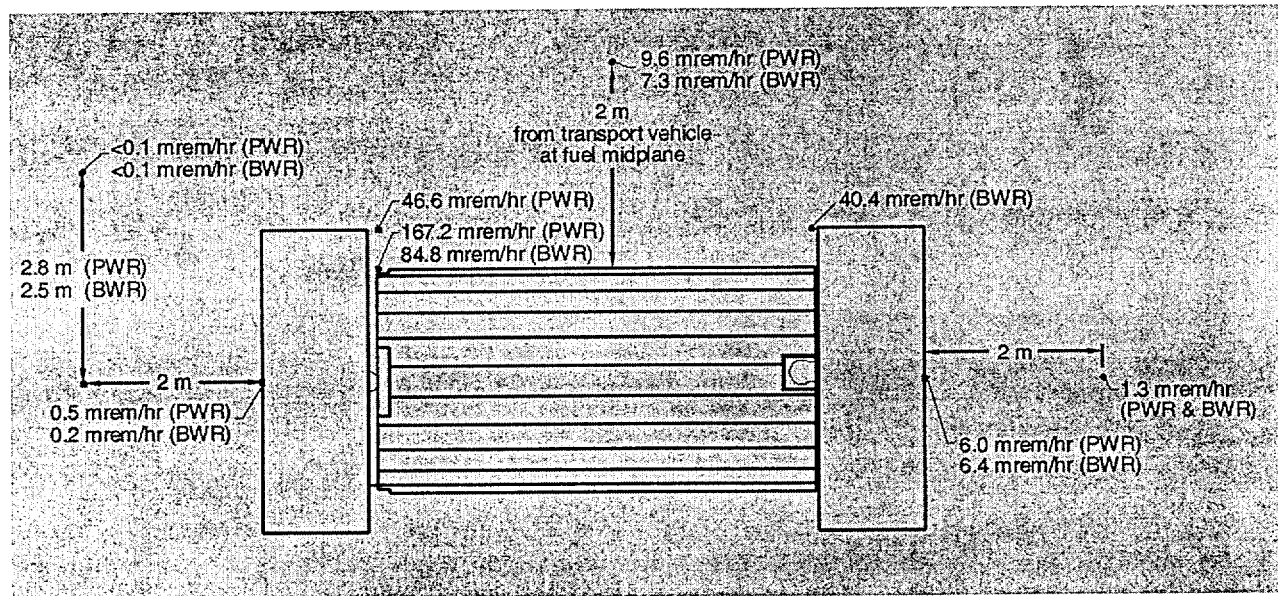 9.6 mrem/hr (PWR)
7.3 mrem/hr (BWR)
2 m
from transport vehicle
at fuel midplane
<0.1 mrem/hr (PWR)
<0.1 mrem/hr (BWR)
46.6 mrem/hr (PWR)
40.4 mrem/hr (BWR)
167.2 mrem/hr (PWR)
84.8 mrem/hr (BWR)
2.8 m (PWR)
2.5 m (BWR)
2 m
2 m
0.5 mrem/hr (PWR)
0.2 mrem/hr (BWR)
1.3 mrem/hr
(PWR & BWR)
6.0 mrem/hr (PWR)
6.4 mrem/hr (BWR)